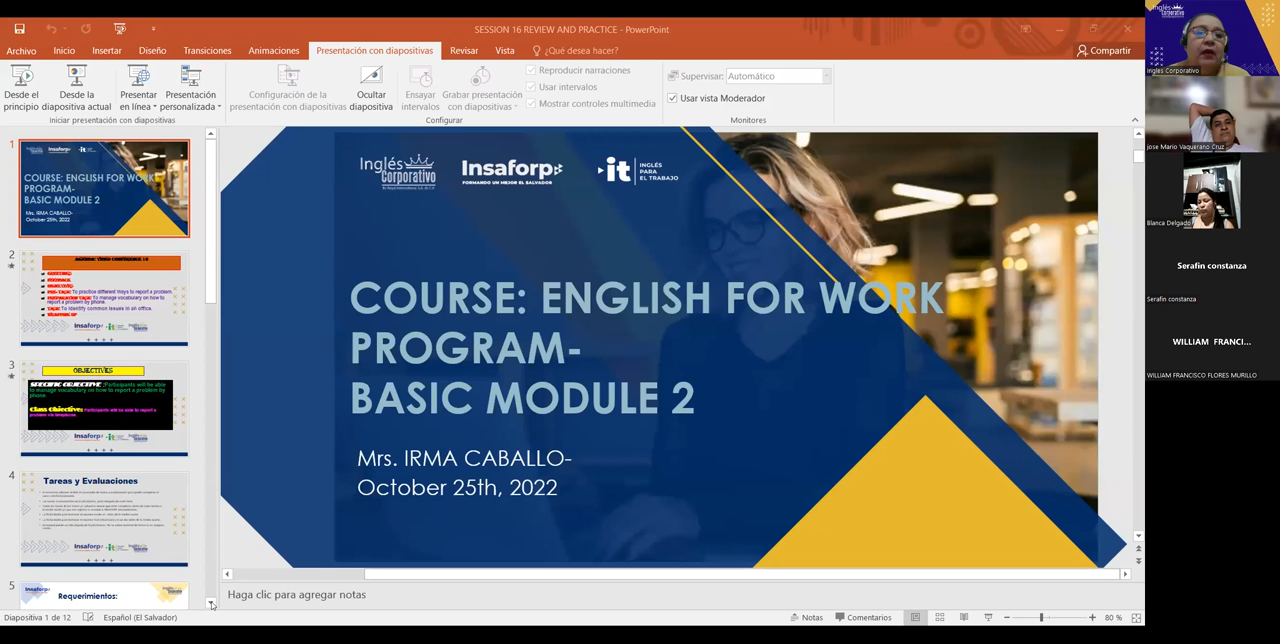 SESSION 16 REVIEW AND PRACTICE - PowerPoint
Archivo Inicio Insertar Diseño Transiciones Animaciones Presentación con diapositivas Revisar Vista ¿Qué desea hacer? Compartir
Desde el principio
Desde la diapositiva actual
Presentar en línea
Presentación personalizada
Iniciar presentación con diapositivas
Configuración de la presentación con diapositivas
Ocultar diapositiva
Ensayar intervalos
Grabar presentación con diapositivas
Reproducir narraciones
Usar intervalos
Mostrar controles multimedia
Configurar
Supervisar: Automático
Usar vista Moderador
Monitores
1
COURSE: ENGLISH FOR WORK
PROGRAM-
BASIC MODULE 2
Mrs. IRMA CABALLO-
October 25th, 2022
2
3
OBJECTIVES
4
Tareas y Evaluaciones
5
Requerimientos:
Inglés Corporativo
Insaforp
FORMANDO UN MEJOR EL SALVADOR
it INGLÉS PARA EL TRABAJO
COURSE: ENGLISH FOR WORK
PROGRAM-
BASIC MODULE 2
Mrs. IRMA CABALLO-
October 25th, 2022
Haga clic para agregar notas
Diapositiva 1 de 12 Español (El Salvador) Notas Comentarios 80 %
Inglés Corporativo
Ingles Corporativo
jose Mario Vaquerano Cruz
Blanca Delgado
Serafin constanza
Serafin constanza
WILLIAM FRANCI...
WILLIAM FRANCISCO FLORES MURILLO